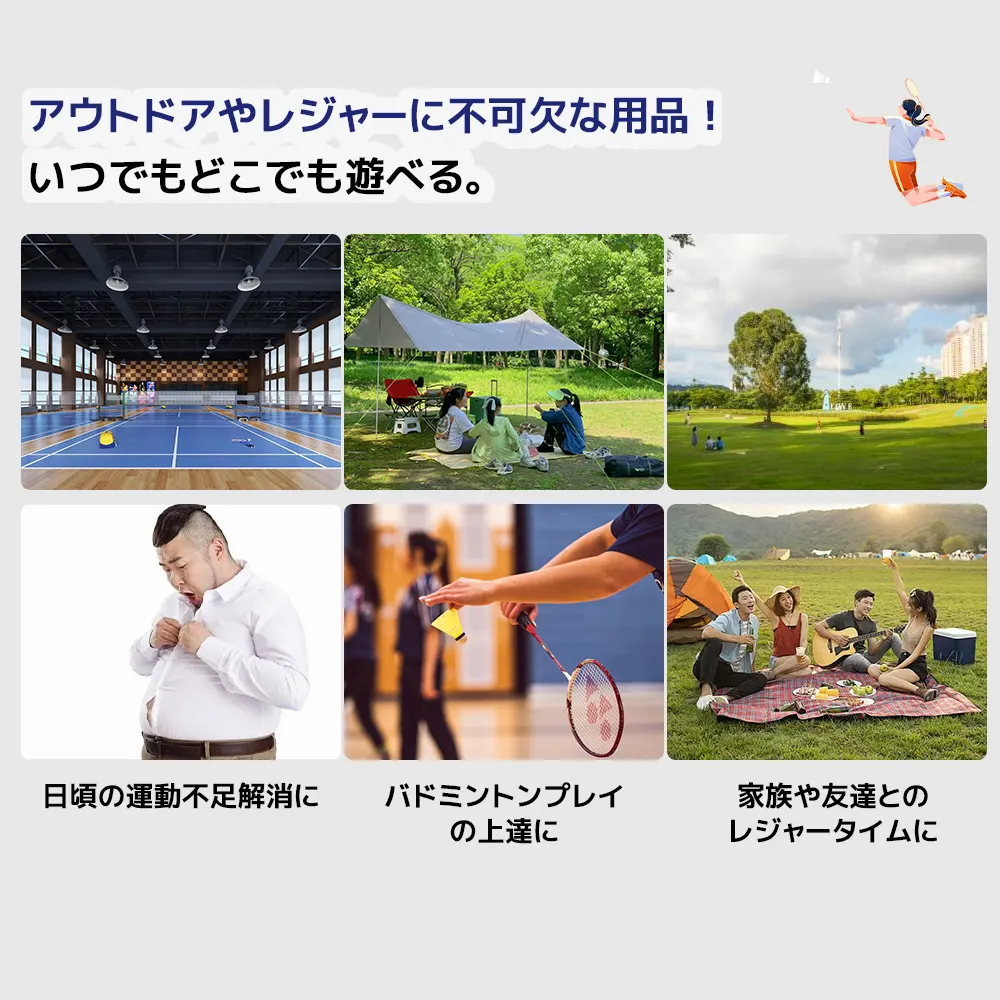 アウトドアやレジャーに不可欠な用品！
いつでもどこでも遊べる。
日頃の運動不足解消に
バドミントンプレイ
の上達に
家族や友達との
レジャータイムに